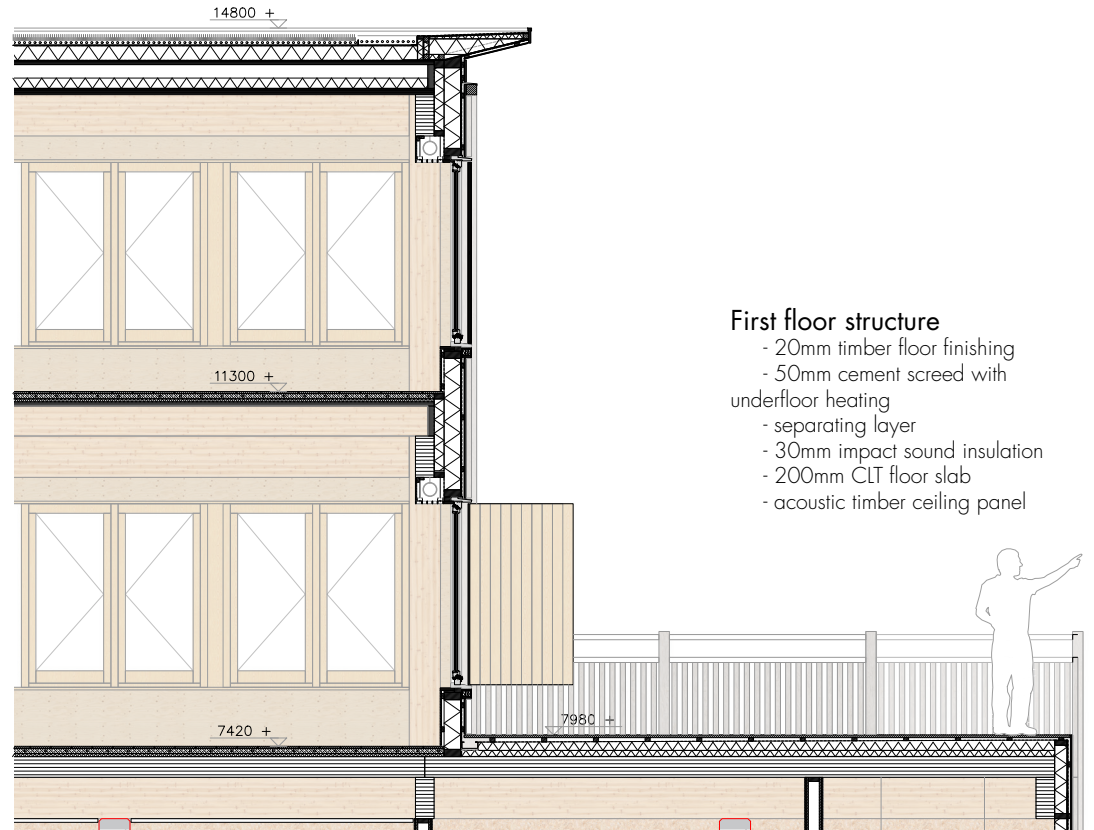 14800 +
First floor structure
- 20mm timber floor finishing
- 50mm cement screed with
underfloor heating
- separating layer
- 30mm impact sound insulation
- 200mm CLT floor slab
- acoustic timber ceiling panel
11300 +
7980 +
7420 +